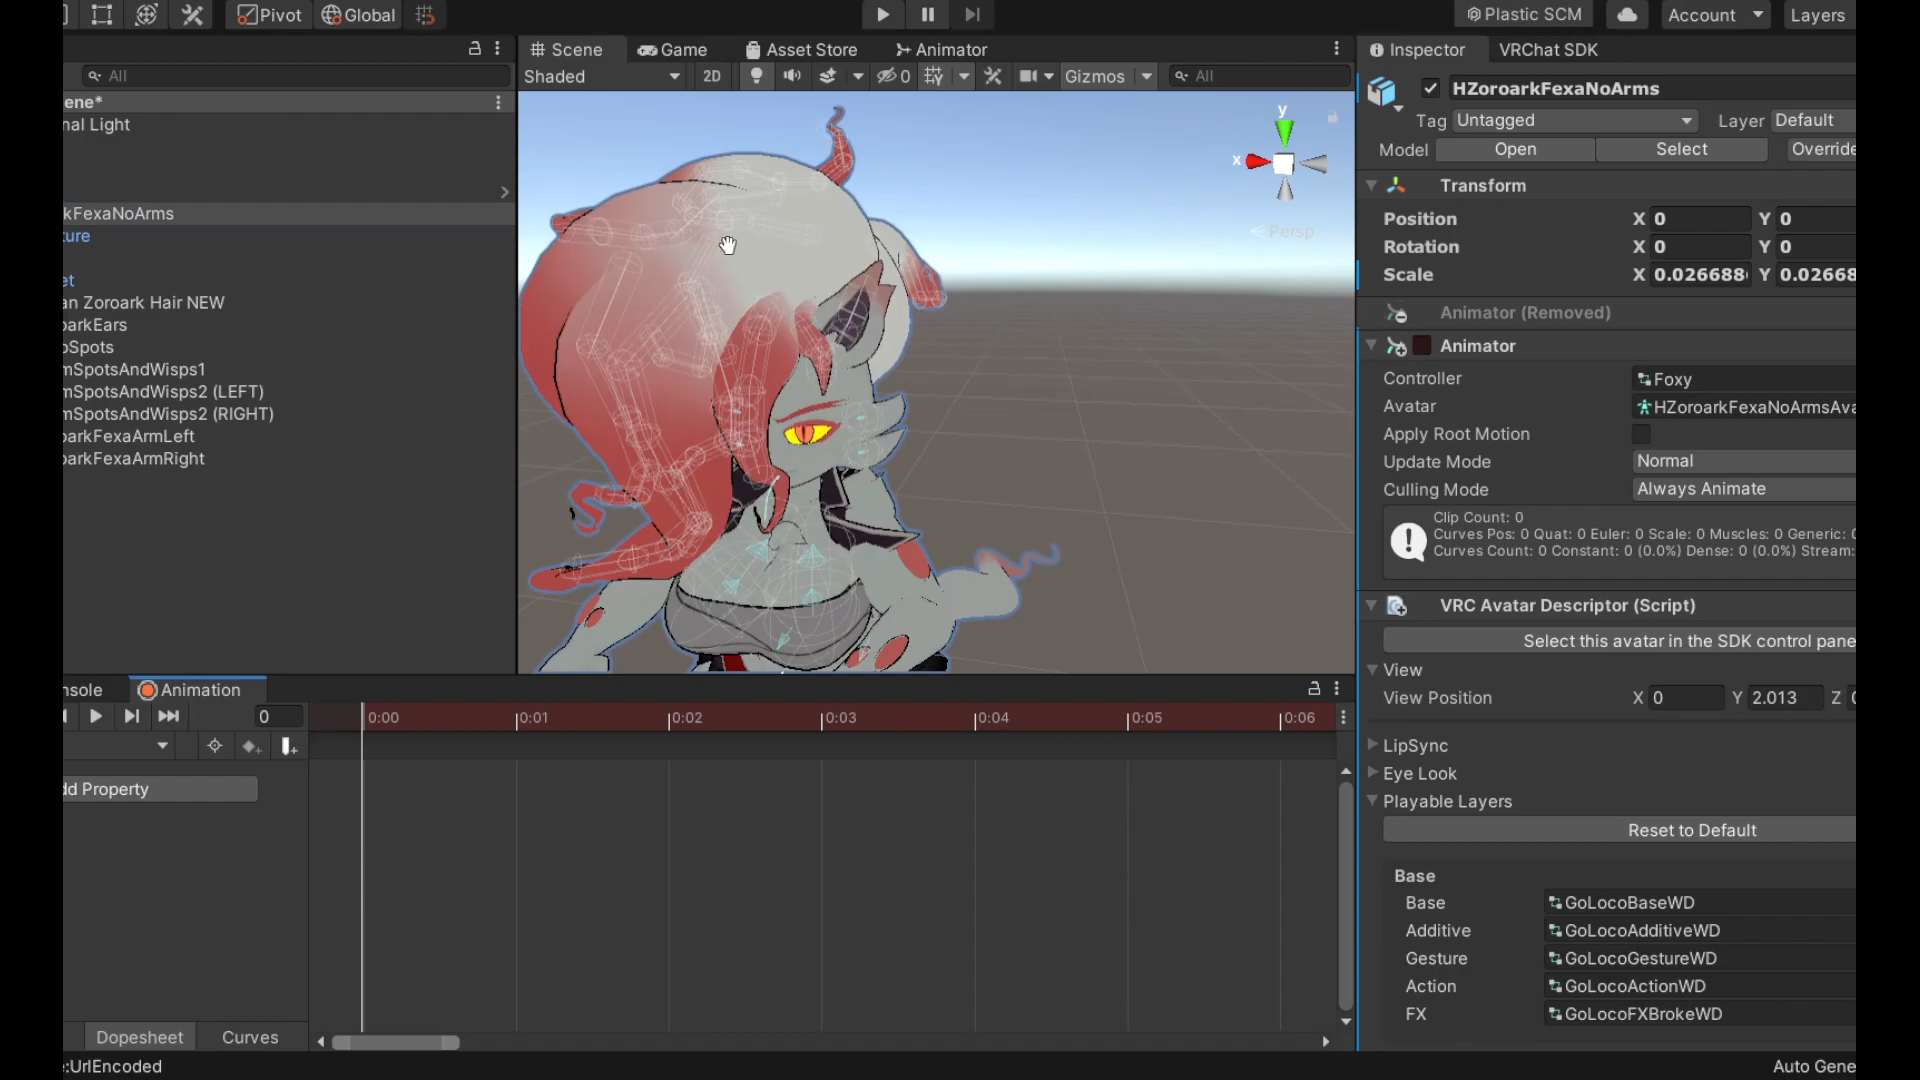 Pivot Global Plastic SCM Account Layers
Scene Game Asset Store Animator Inspector VRChat SDK
All
Shaded 2D 0 Gizmos All
ene*
nal Light
kFexaNoArms
ture
et
an Zoroark Hair NEW
oarkEars
oSpots
mSpotsAndWisps1
mSpotsAndWisps2 (LEFT)
mSpotsAndWisps2 (RIGHT)
oarkFexaArmLeft
oarkFexaArmRight
y
x
Persp
HZoroarkFexaNoArms
Tag Untagged Layer Default
Model Open Select Override
Transform
Position X 0 Y 0
Rotation X 0 Y 0
Scale X 0.026688 Y 0.02668
Animator (Removed)
Animator
Controller Foxy
Avatar HZoroarkFexaNoArmsAva
Apply Root Motion
Update Mode Normal
Culling Mode Always Animate
Clip Count: 0
Curves Pos: 0 Quat: 0 Euler: 0 Scale: 0 Muscles: 0 Generic: 0
Curves Count: 0 Constant: 0 (0.0%) Dense: 0 (0.0%) Stream:
VRC Avatar Descriptor (Script)
Select this avatar in the SDK control pane
View
View Position X 0 Y 2.013 Z 0
LipSync
Eye Look
Playable Layers
Reset to Default
Base
Base GoLocoBaseWD
Additive GoLocoAdditiveWD
Gesture GoLocoGestureWD
Action GoLocoActionWD
FX GoLocoFXBrokeWD
nsole Animation
0 0:00 0:01 0:02 0:03 0:04 0:05 0:06
dd Property
Dopesheet Curves
e:UrlEncoded Auto Gene